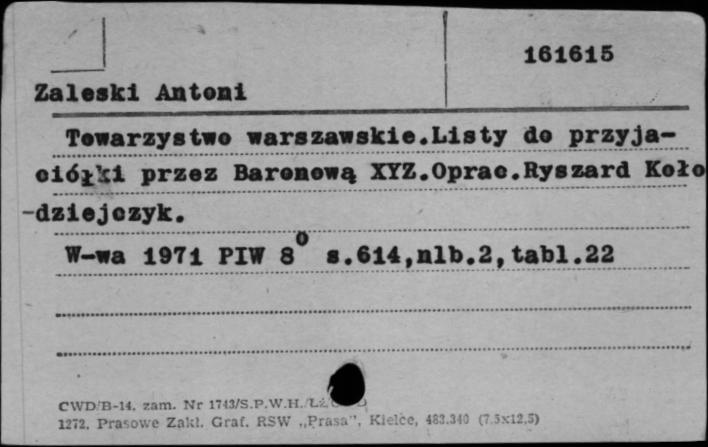 161615
Zaleski Antoni
Towarzystwo warszawskie.Listy do przyja-
ciółki przez Baronową XYZ.Oprac.Ryszard Koło
-dziejczyk.
W-wa 1971 PIW 8° s.614,nlb.2,tabl.22
CWD/B-14. zam. Nr 1743/S.P.W.H.
1272. Prasowe Zakł. Graf. RSW „Prasa", Kielce, 483.340 (7.5x12,5)